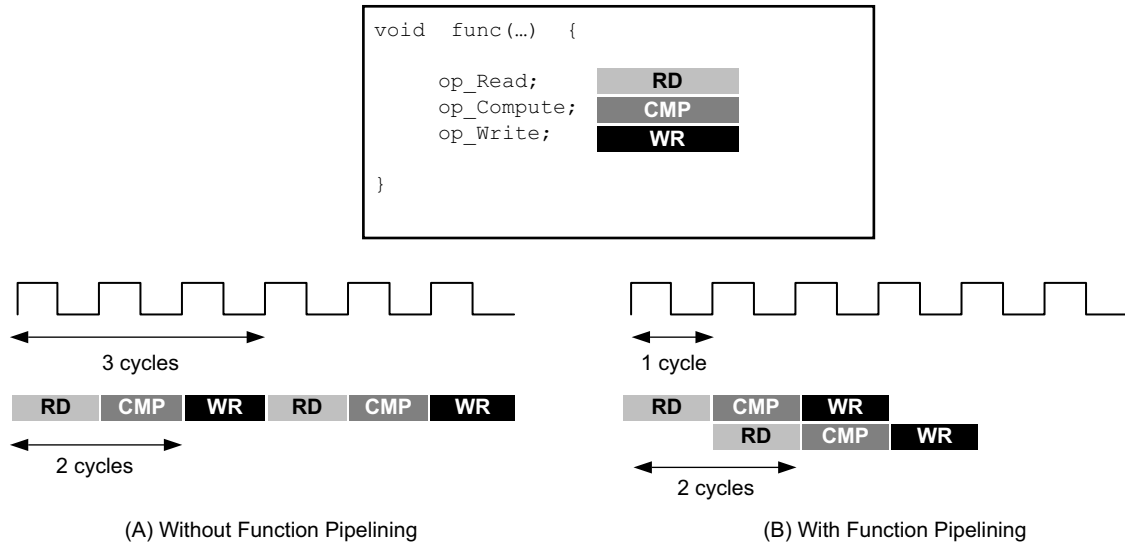 void func(…) {
op_Read; RD
op_Compute; CMP
op_Write; WR
}
3 cycles
RD CMP WR RD CMP WR
2 cycles
(A) Without Function Pipelining
1 cycle
RD CMP WR
RD CMP WR
2 cycles
(B) With Function Pipelining